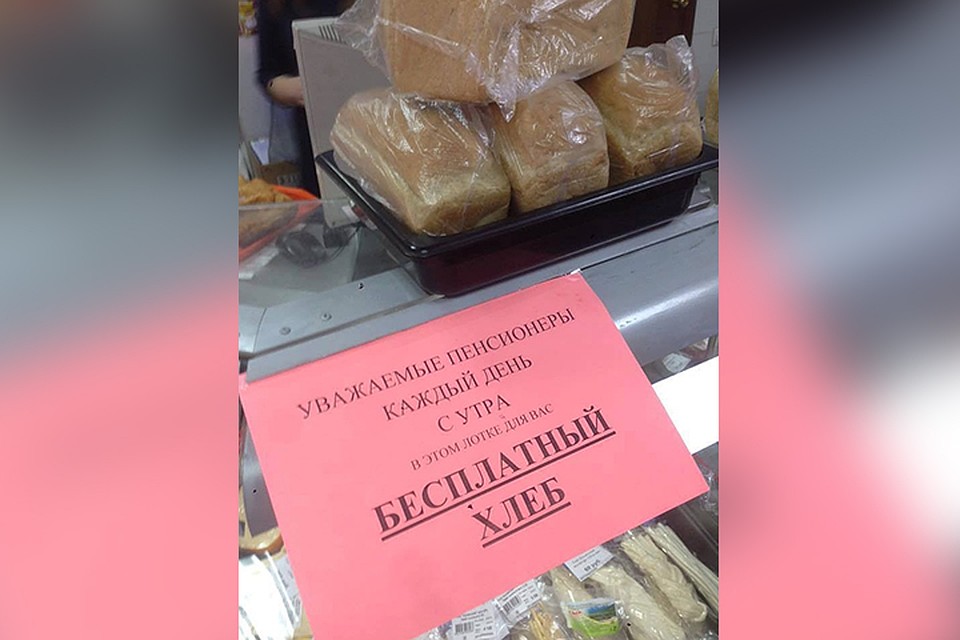 УВАЖАЕМЫЕ ПЕНСИОНЕРЫ
КАЖДЫЙ ДЕНЬ
С УТРА
В ЭТОМ ЛОТКЕ ДЛЯ ВАС
БЕСПЛАТНЫЙ
ХЛЕБ